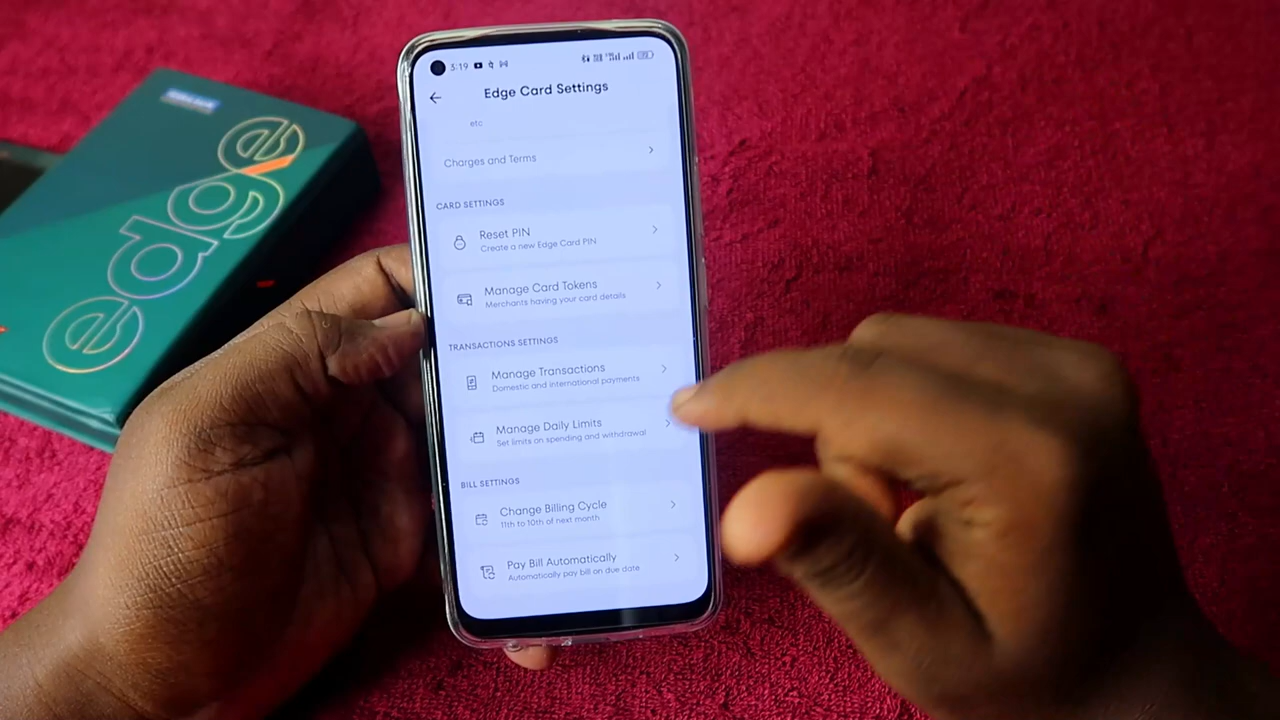 edge
3:19
Edge Card Settings
etc
Charges and Terms
CARD SETTINGS
Reset PIN
Create a new Edge Card PIN
Manage Card Tokens
Merchants having your card details
TRANSACTIONS SETTINGS
Manage Transactions
Domestic and international payments
Manage Daily Limits
Set limits on spending and withdrawal
BILL SETTINGS
Change Billing Cycle
11th to 10th of next month
Pay Bill Automatically
Automatically pay bill on due date